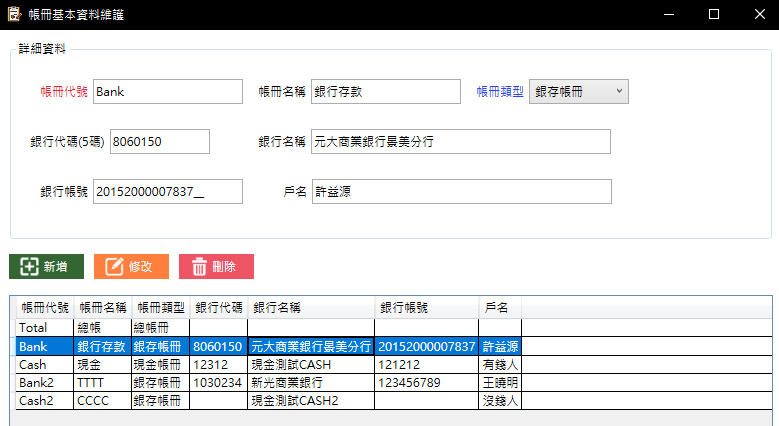 帳冊基本資料維護
詳細資料
帳冊代號 Bank 帳冊名稱 銀行存款 帳冊類型 銀存帳冊
銀行代碼(5碼) 8060150 銀行名稱 元大商業銀行景美分行
銀行帳號 20152000007837__ 戶名 許益源
新增 修改 刪除
帳冊代號 帳冊名稱 帳冊類型 銀行代碼 銀行名稱 銀行帳號 戶名
Total 總帳 總帳冊
Bank 銀行存款 銀存帳冊 8060150 元大商業銀行景美分行 20152000007837 許益源
Cash 現金 現金帳冊 12312 現金測試CASH 121212 有錢人
Bank2 TTTT 銀存帳冊 1030234 新光商業銀行 123456789 王曉明
Cash2 CCCC 銀存帳冊 現金測試CASH2 沒錢人